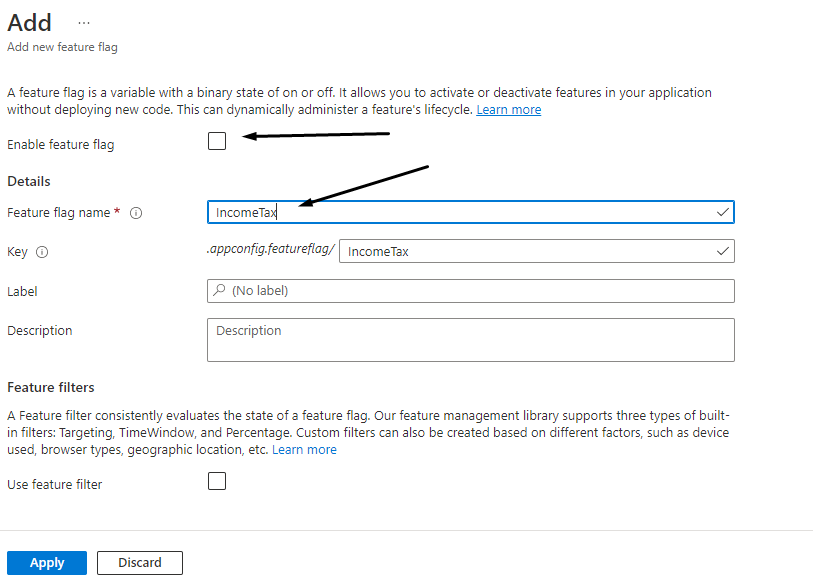 Add ...
Add new feature flag
A feature flag is a variable with a binary state of on or off. It allows you to activate or deactivate features in your application
without deploying new code. This can dynamically administer a feature's lifecycle. Learn more
Enable feature flag
Details
Feature flag name * IncomeTax
Key .appconfig.featureflag/ IncomeTax
Label (No label)
Description Description
Feature filters
A Feature filter consistently evaluates the state of a feature flag. Our feature management library supports three types of built-
in filters: Targeting, TimeWindow, and Percentage. Custom filters can also be created based on different factors, such as device
used, browser types, geographic location, etc. Learn more
Use feature filter
Apply Discard